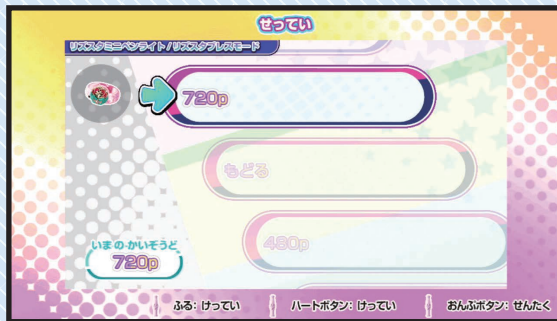 せってい
リズスタミニペンライト/リズスタブレスモード
720p
もどる
480p
いま の かいそうど
720p
ふる: けってい
ハートボタン: けってい
おんぷボタン: せんたく